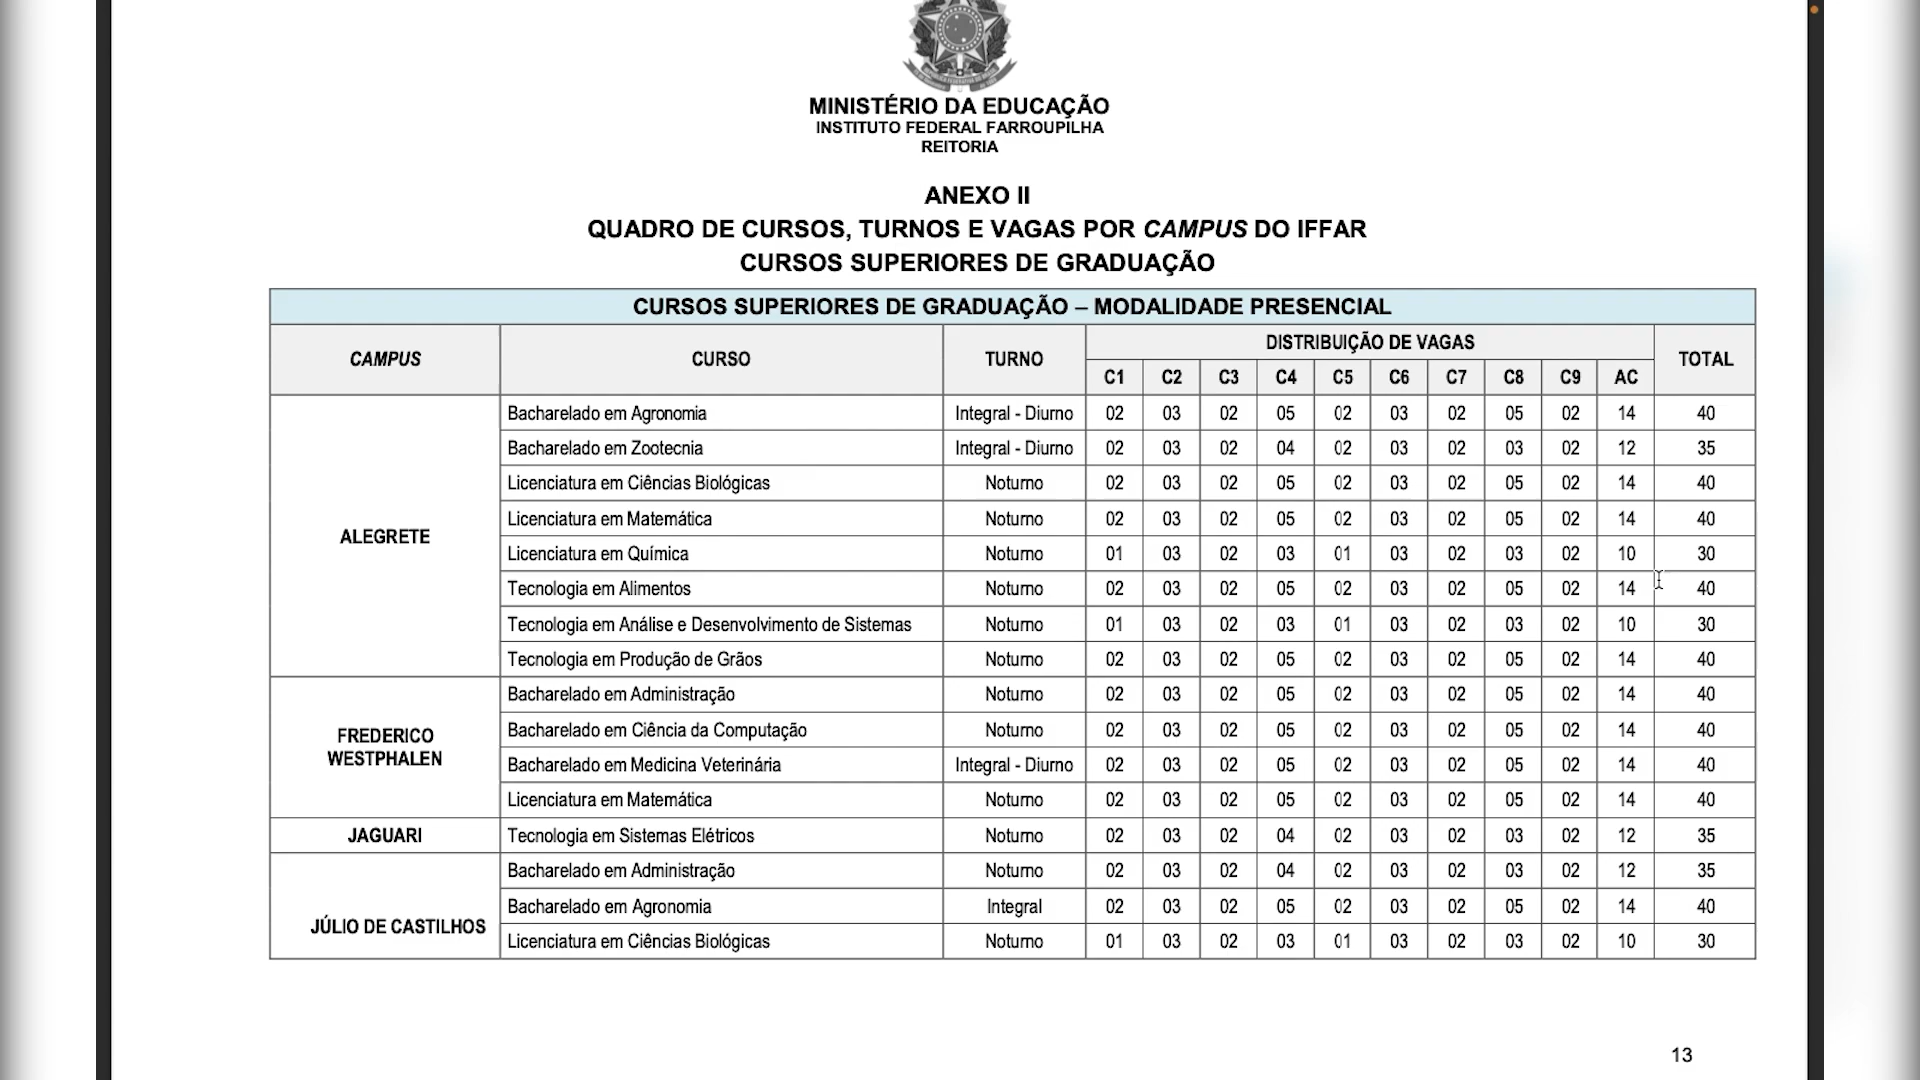 MINISTÉRIO DA EDUCAÇÃO
INSTITUTO FEDERAL FARROUPILHA
REITORIA
ANEXO II
QUADRO DE CURSOS, TURNOS E VAGAS POR CAMPUS DO IFFAR
CURSOS SUPERIORES DE GRADUAÇÃO
CURSOS SUPERIORES DE GRADUAÇÃO – MODALIDADE PRESENCIAL
CAMPUS CURSO TURNO DISTRIBUIÇÃO DE VAGAS TOTAL
C1 C2 C3 C4 C5 C6 C7 C8 C9 AC
ALEGRETE
Bacharelado em Agronomia Integral - Diurno 02 03 02 05 02 03 02 05 02 14 40
Bacharelado em Zootecnia Integral - Diurno 02 03 02 04 02 03 02 03 02 12 35
Licenciatura em Ciências Biológicas Noturno 02 03 02 05 02 03 02 05 02 14 40
Licenciatura em Matemática Noturno 02 03 02 05 02 03 02 05 02 14 40
Licenciatura em Química Noturno 01 03 02 03 01 03 02 03 02 10 30
Tecnologia em Alimentos Noturno 02 03 02 05 02 03 02 05 02 14 40
Tecnologia em Análise e Desenvolvimento de Sistemas Noturno 01 03 02 03 01 03 02 03 02 10 30
Tecnologia em Produção de Grãos Noturno 02 03 02 05 02 03 02 05 02 14 40
FREDERICO
WESTPHALEN
Bacharelado em Administração Noturno 02 03 02 05 02 03 02 05 02 14 40
Bacharelado em Ciência da Computação Noturno 02 03 02 05 02 03 02 05 02 14 40
Bacharelado em Medicina Veterinária Integral - Diurno 02 03 02 05 02 03 02 05 02 14 40
Licenciatura em Matemática Noturno 02 03 02 05 02 03 02 05 02 14 40
JAGUARI Tecnologia em Sistemas Elétricos Noturno 02 03 02 04 02 03 02 03 02 12 35
JÚLIO DE CASTILHOS
Bacharelado em Administração Noturno 02 03 02 04 02 03 02 03 02 12 35
Bacharelado em Agronomia Integral 02 03 02 05 02 03 02 05 02 14 40
Licenciatura em Ciências Biológicas Noturno 01 03 02 03 01 03 02 03 02 10 30
13